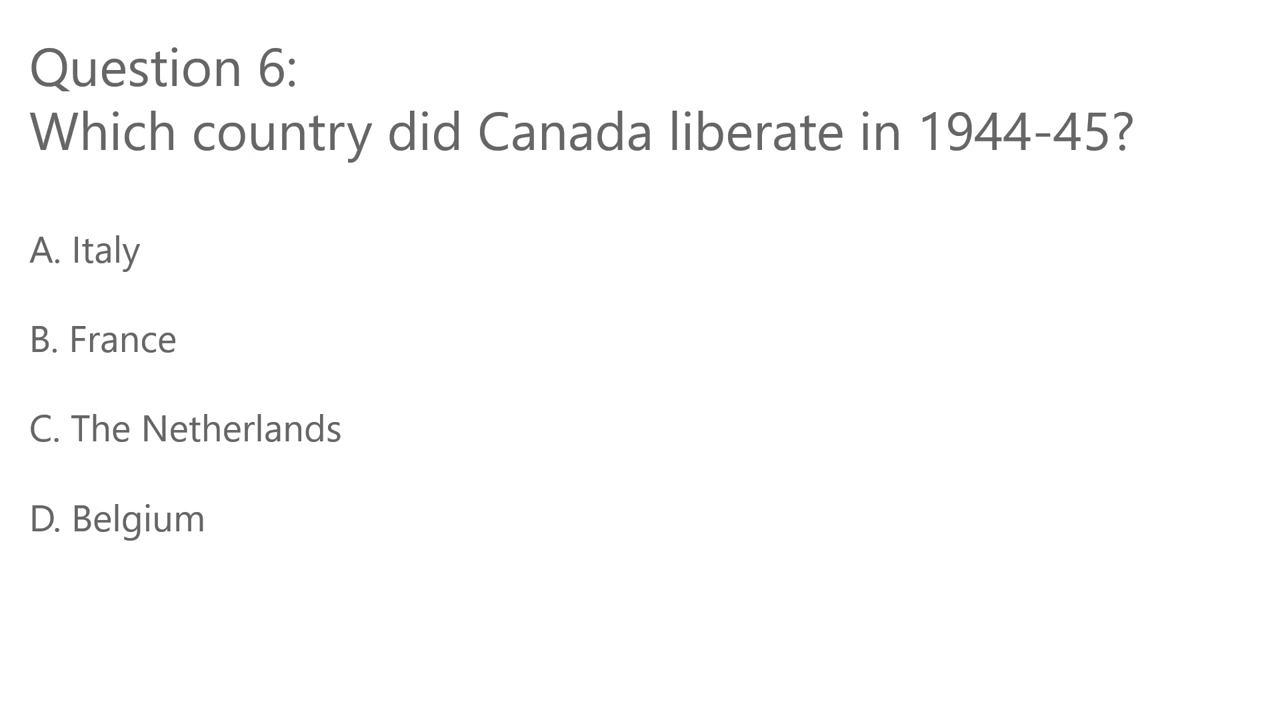 Question 6:
Which country did Canada liberate in 1944-45?
A. Italy
B. France
C. The Netherlands
D. Belgium